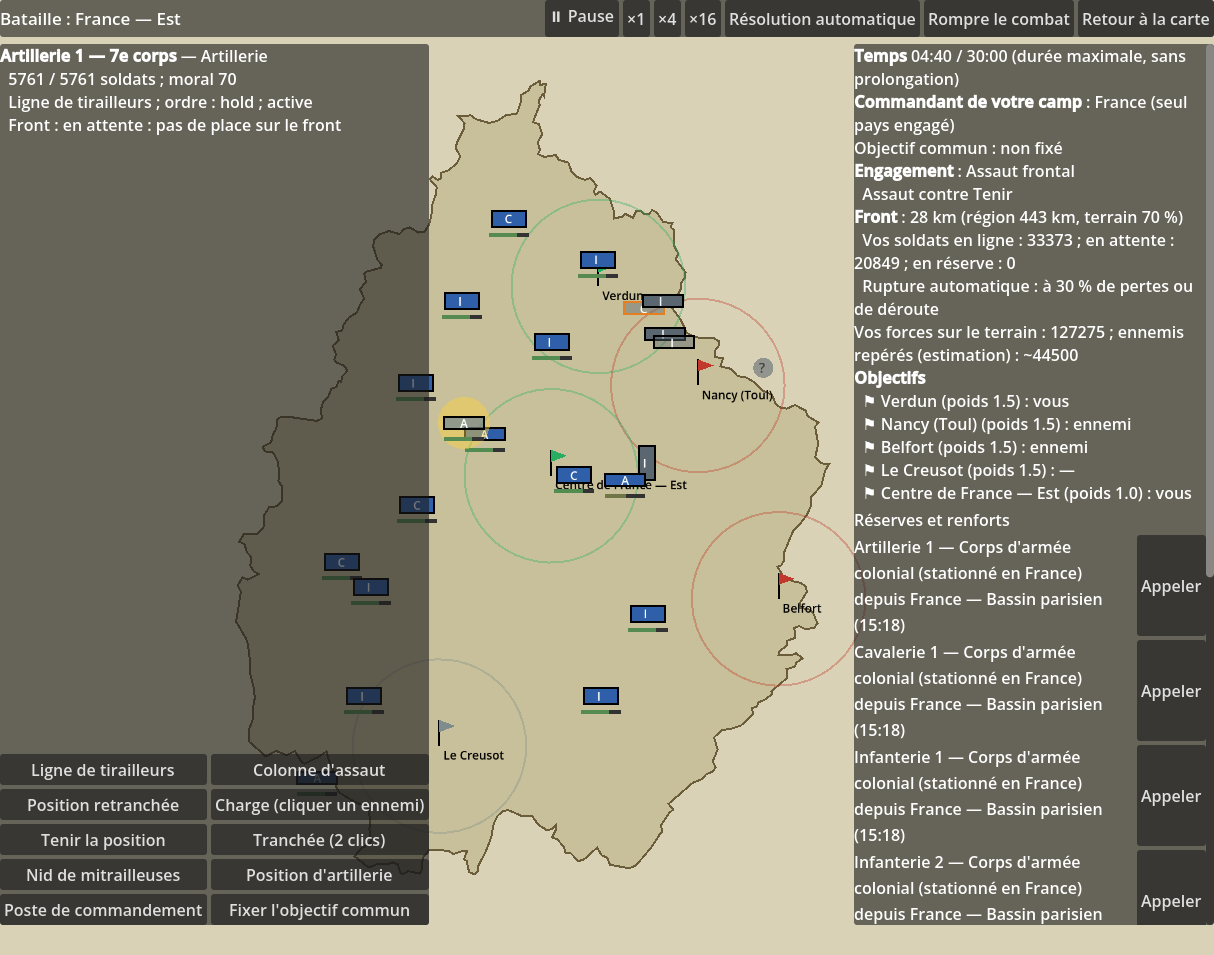 Bataille : France — Est
⏸ Pause
×1
×4
×16
Résolution automatique
Rompre le combat
Retour à la carte
Artillerie 1 — 7e corps — Artillerie
5761 / 5761 soldats ; moral 70
Ligne de tirailleurs ; ordre : hold ; active
Front : en attente : pas de place sur le front
C
I
Verdun
I
I
I
I
I
Nancy (Toul)
?
I
A
A
C
I
A
Centre de France — Est
C
C
I
I
Belfort
I
I
Le Creusot
Ligne de tirailleurs
Colonne d'assaut
Position retranchée
Charge (cliquer un ennemi)
Tenir la position
Tranchée (2 clics)
Nid de mitrailleuses
Position d'artillerie
Poste de commandement
Fixer l'objectif commun
Temps 04:40 / 30:00 (durée maximale, sans
prolongation)
Commandant de votre camp : France (seul
pays engagé)
Objectif commun : non fixé
Engagement : Assaut frontal
Assaut contre Tenir
Front : 28 km (région 443 km, terrain 70 %)
Vos soldats en ligne : 33373 ; en attente :
20849 ; en réserve : 0
Rupture automatique : à 30 % de pertes ou
de déroute
Vos forces sur le terrain : 127275 ; ennemis
repérés (estimation) : ~44500
Objectifs
⚑ Verdun (poids 1.5) : vous
⚑ Nancy (Toul) (poids 1.5) : ennemi
⚑ Belfort (poids 1.5) : ennemi
⚑ Le Creusot (poids 1.5) : —
⚑ Centre de France — Est (poids 1.0) : vous
Réserves et renforts
Artillerie 1 — Corps d'armée
colonial (stationné en France)
depuis France — Bassin parisien
(15:18)
Appeler
Cavalerie 1 — Corps d'armée
colonial (stationné en France)
depuis France — Bassin parisien
(15:18)
Appeler
Infanterie 1 — Corps d'armée
colonial (stationné en France)
depuis France — Bassin parisien
(15:18)
Appeler
Infanterie 2 — Corps d'armée
colonial (stationné en France)
depuis France — Bassin parisien
Appeler